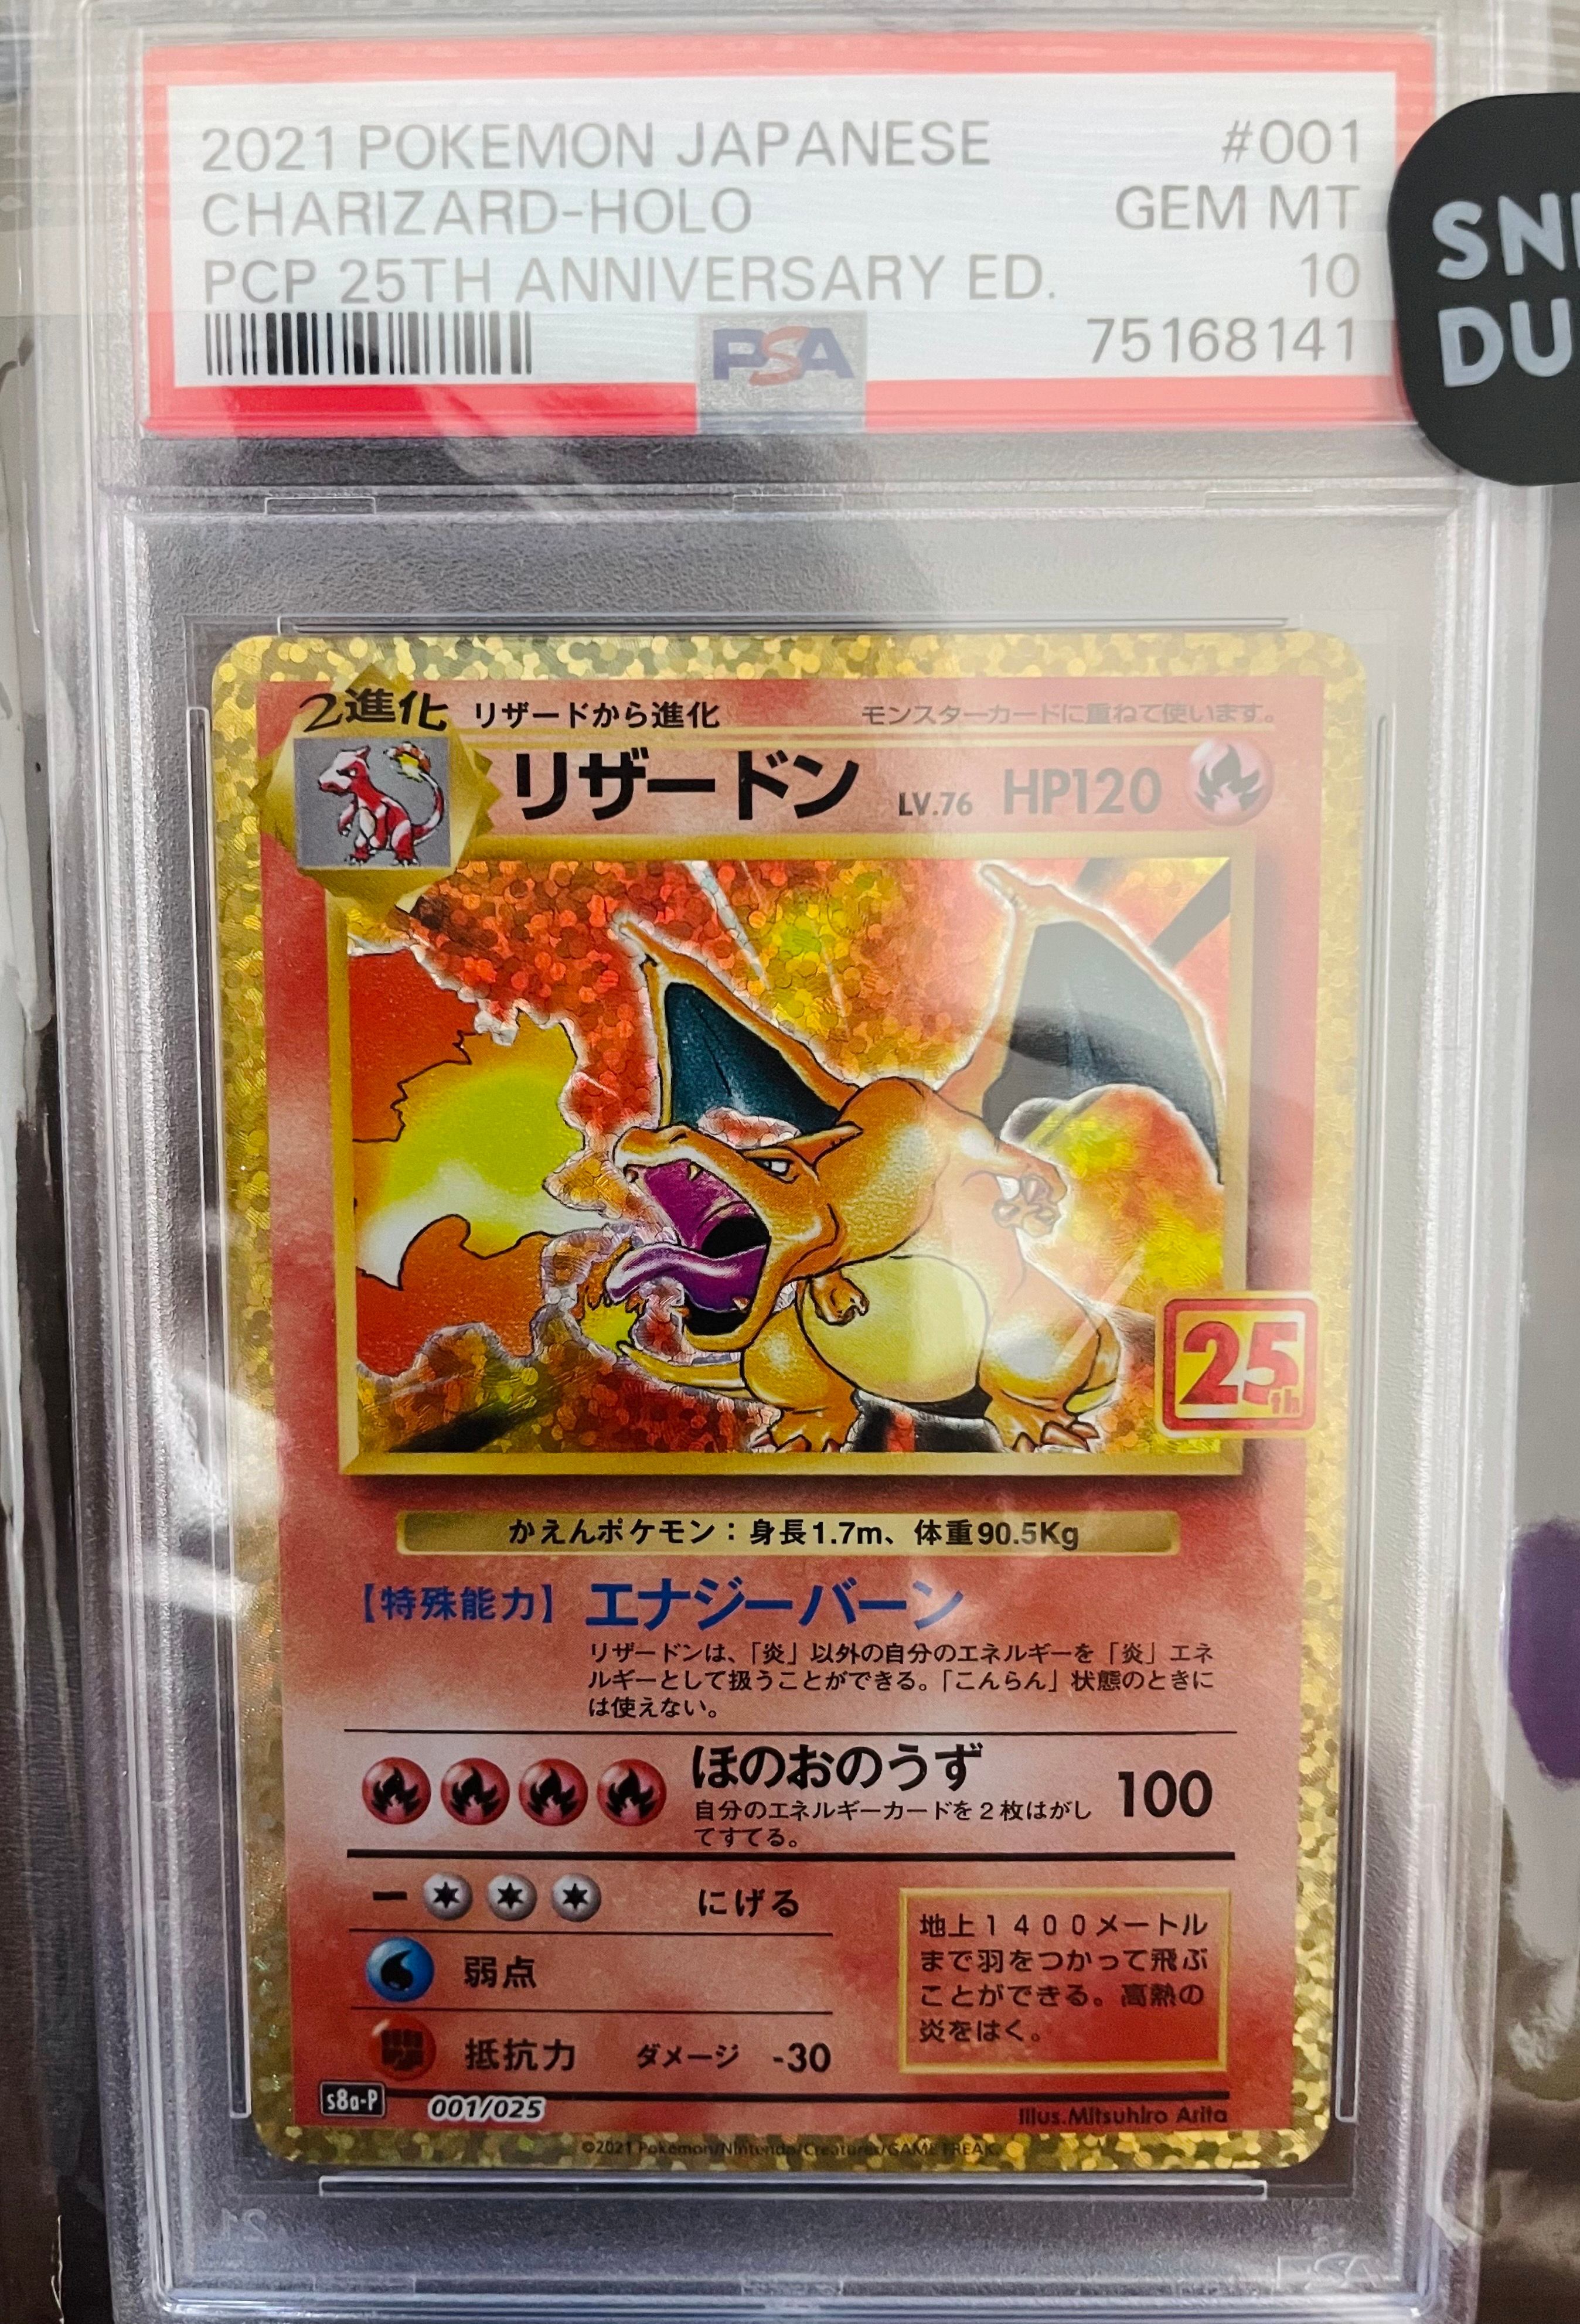 2021 POKEMON JAPANESE #001
CHARIZARD-HOLO GEM MT
PCP 25TH ANNIVERSARY ED. 10
PSA 75168141
SN
DU
2進化 リザードから進化 モンスターカードに重ねて使います。
リザードン LV.76 HP120
25th
かえんポケモン：身長1.7m、体重90.5Kg
【特殊能力】 エナジーバーン
リザードンは、「炎」以外の自分のエネルギーを「炎」エネ
ルギーとして扱うことができる。「こんらん」状態のときに
は使えない。
ほのおのうず 100
自分のエネルギーカードを2枚はがし
てすてる。
ー にげる
弱点
抵抗力 ダメージ -30
地上1400メートル
まで羽をつかって飛ぶ
ことができる。高熱の
炎をはく。
s8a-P 001/025 Illus.Mitsuhiro Arita
©2021 Pokémon/Nintendo/Creatures/GAME FREAK.